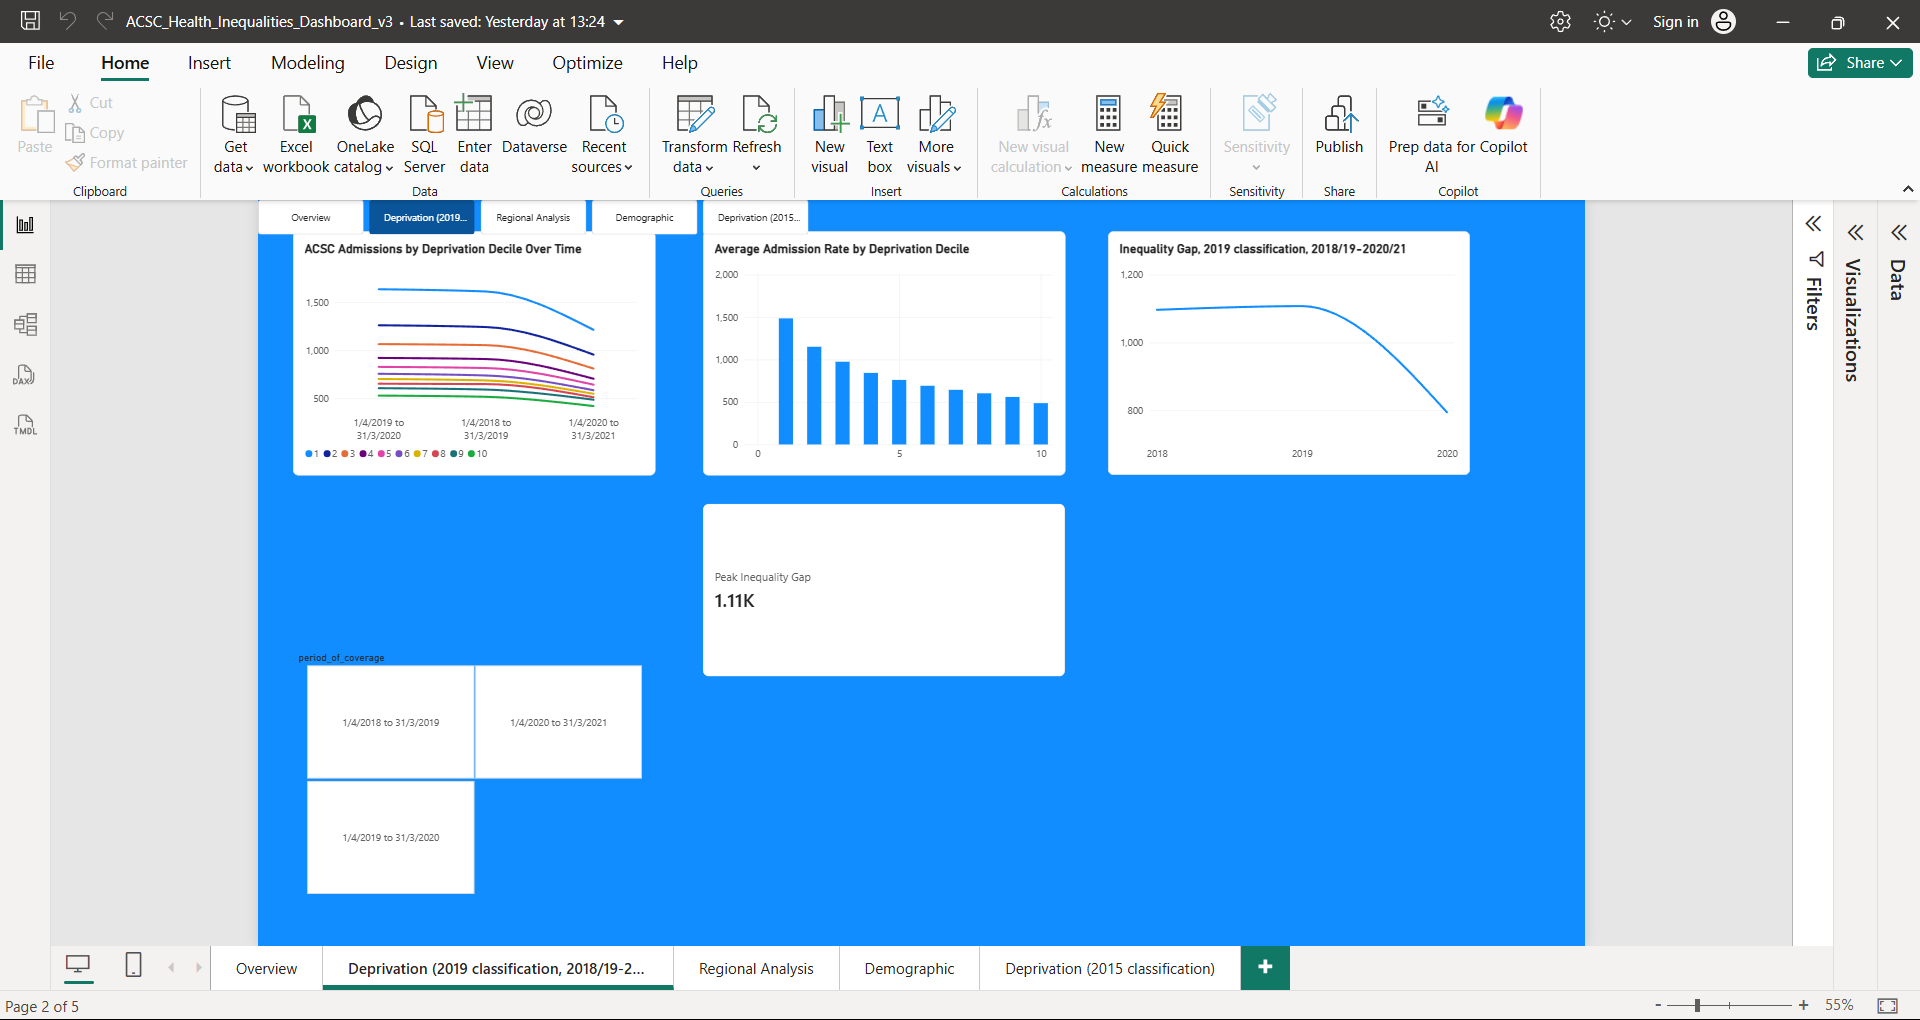 ACSC_Health_Inequalities_Dashboard_v3 • Last saved: Yesterday at 13:24
Sign in
File
Home
Insert
Modeling
Design
View
Optimize
Help
Share
Paste
Cut
Copy
Format painter
Clipboard
Get data
Excel workbook
OneLake catalog
SQL Server
Enter data
Dataverse
Recent sources
Data
Transform data
Refresh
Queries
New visual
Text box
More visuals
Insert
New visual calculation
New measure
Quick measure
Calculations
Sensitivity
Sensitivity
Publish
Share
Prep data for AI
Copilot
Copilot
DAX
TMDL
Overview
Deprivation (2019...
Regional Analysis
Demographic
Deprivation (2015...
ACSC Admissions by Deprivation Decile Over Time
1,500
1,000
500
1/4/2019 to 31/3/2020
1/4/2018 to 31/3/2019
1/4/2020 to 31/3/2021
1 2 3 4 5 6 7 8 9 10
Average Admission Rate by Deprivation Decile
2,000
1,500
1,000
500
0
0 5 10
Inequality Gap, 2019 classification, 2018/19-2020/21
1,200
1,000
800
2018 2019 2020
Peak Inequality Gap
1.11K
period_of_coverage
1/4/2018 to 31/3/2019
1/4/2020 to 31/3/2021
1/4/2019 to 31/3/2020
Filters
Visualizations
Data
Overview
Deprivation (2019 classification, 2018/19-2...
Regional Analysis
Demographic
Deprivation (2015 classification)
+
Page 2 of 5
- + 55%